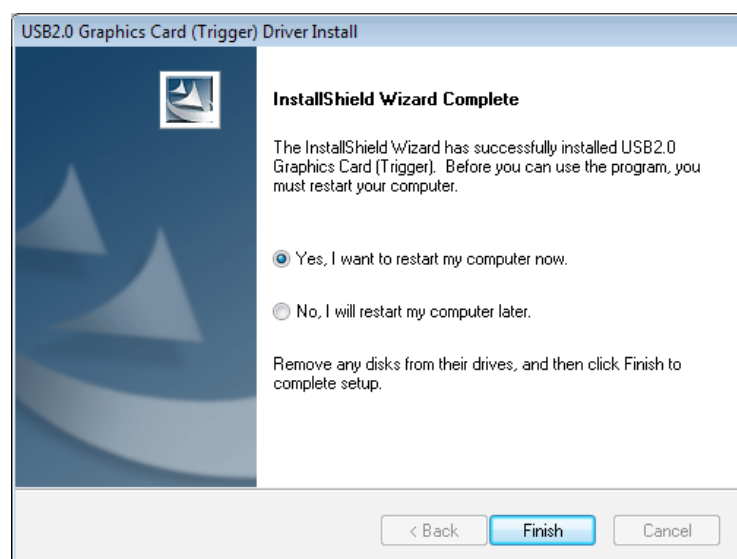 USB2.0 Graphics Card (Trigger) Driver Install
InstallShield Wizard Complete
The InstallShield Wizard has successfully installed USB2.0
Graphics Card (Trigger). Before you can use the program, you
must restart your computer.
Yes, I want to restart my computer now.
No, I will restart my computer later.
Remove any disks from their drives, and then click Finish to
complete setup.
< Back Finish Cancel